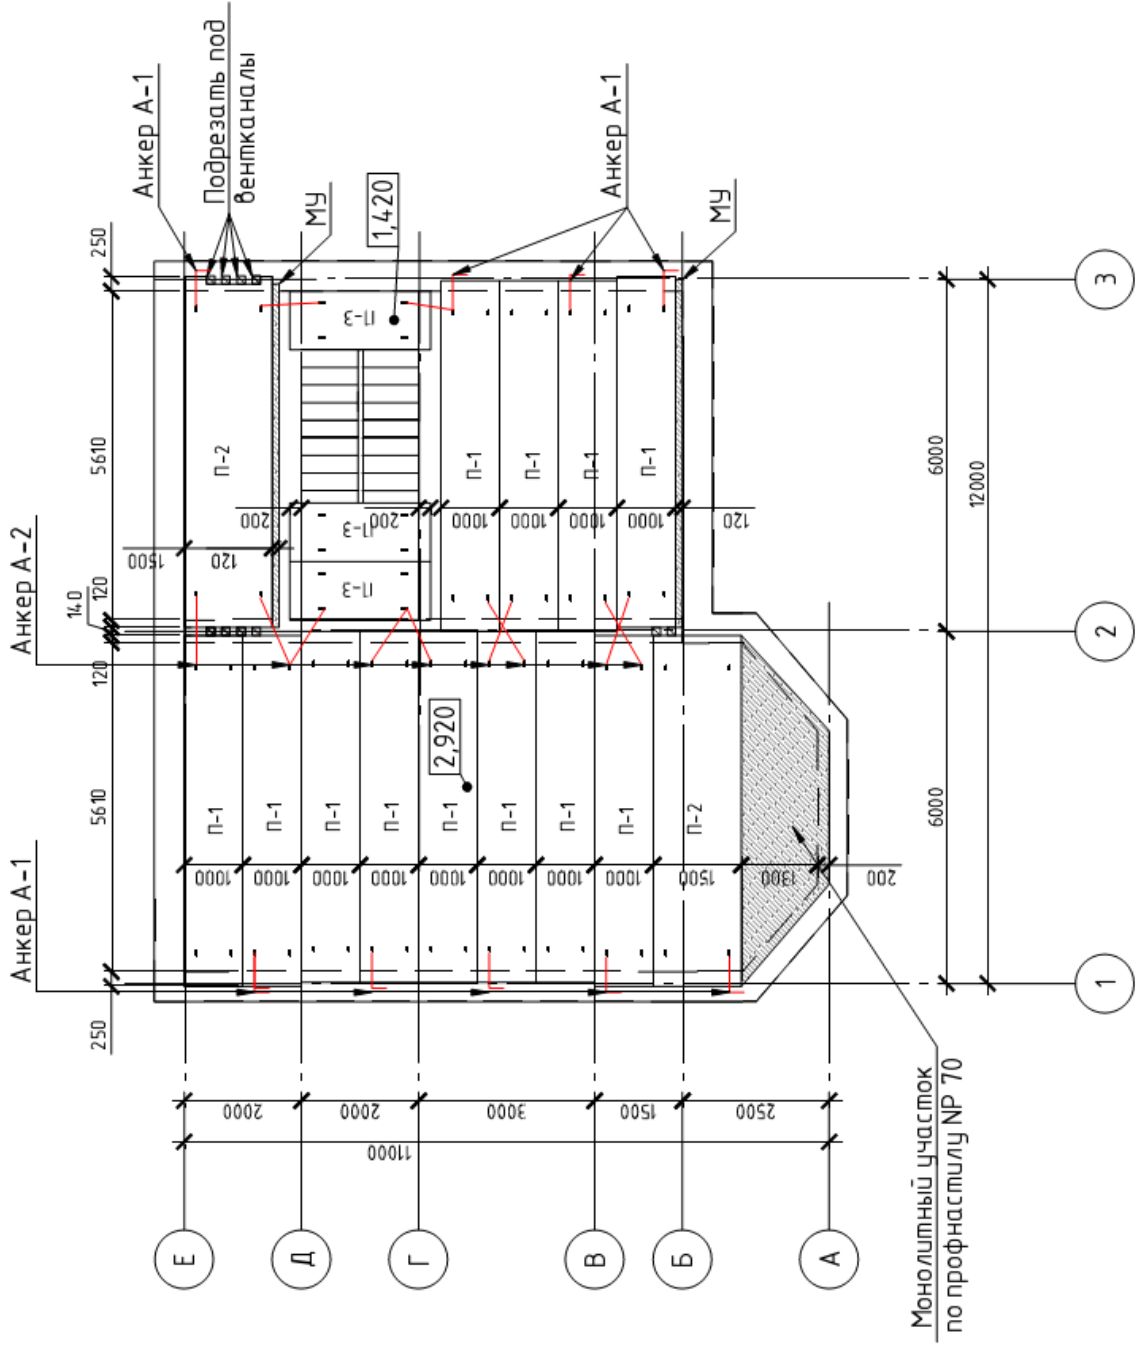 Анкер А-1
Анкер А-2
140
250
5610
120
120
5610
250
Анкер А-1
Подрезать под
вентканалы
МУ
1500
120
П-2
200
200
П-3
П-3
П-3
1,420
Анкер А-1
МУ
П-1
П-1
П-1
П-1
1000
1000
1000
1000
120
П-1
П-1
П-1
П-1
П-1
П-1
П-1
П-1
П-2
2,920
1000
1000
1000
1000
1000
1000
1000
1000
1500
1300
200
2000
2000
3000
1500
2500
11000
Е
Д
Г
В
Б
А
Монолитный участок
по профнастилу NP 70
6000
6000
12000
1
2
3